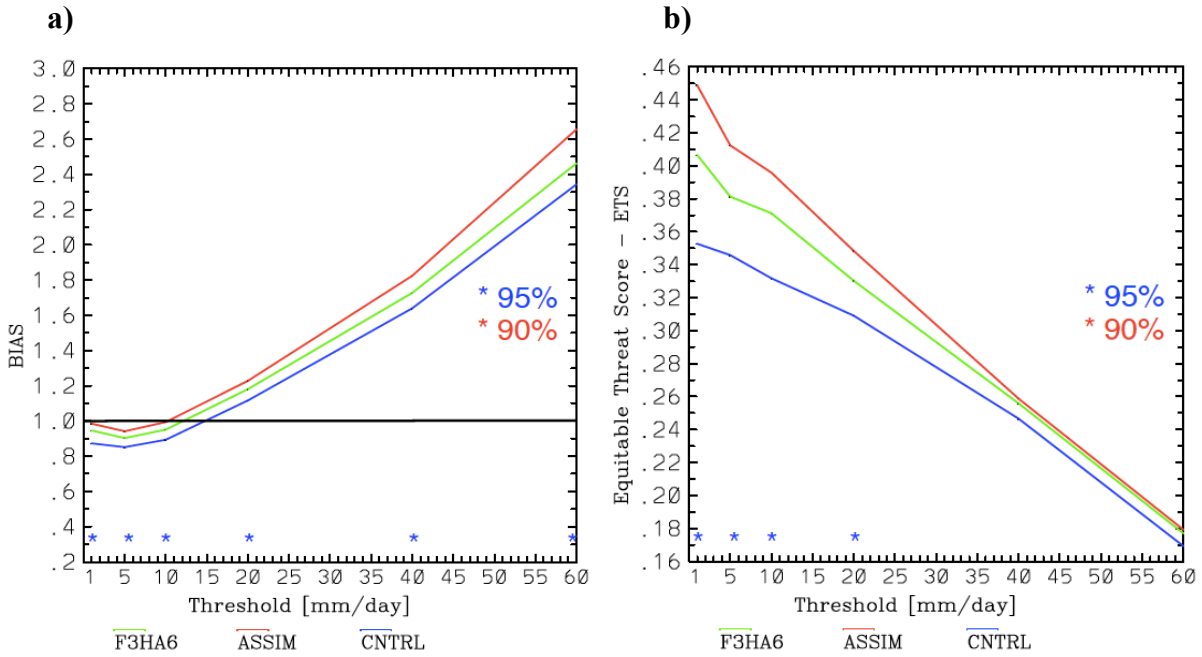 a)
BIAS
3.0
2.8
2.6
2.4
2.2
2.0
1.8
1.6
1.4
1.2
1.0
.8
.6
.4
.2
* 95%
* 90%
* * * * * *
1 5 10 15 20 25 30 35 40 45 50 55 60
Threshold [mm/day]
F3HA6 ASSIM CNTRL
b)
Equitable Threat Score – ETS
.46
.44
.42
.40
.38
.36
.34
.32
.30
.28
.26
.24
.22
.20
.18
.16
* 95%
* 90%
* * * *
1 5 10 15 20 25 30 35 40 45 50 55 60
Threshold [mm/day]
F3HA6 ASSIM CNTRL